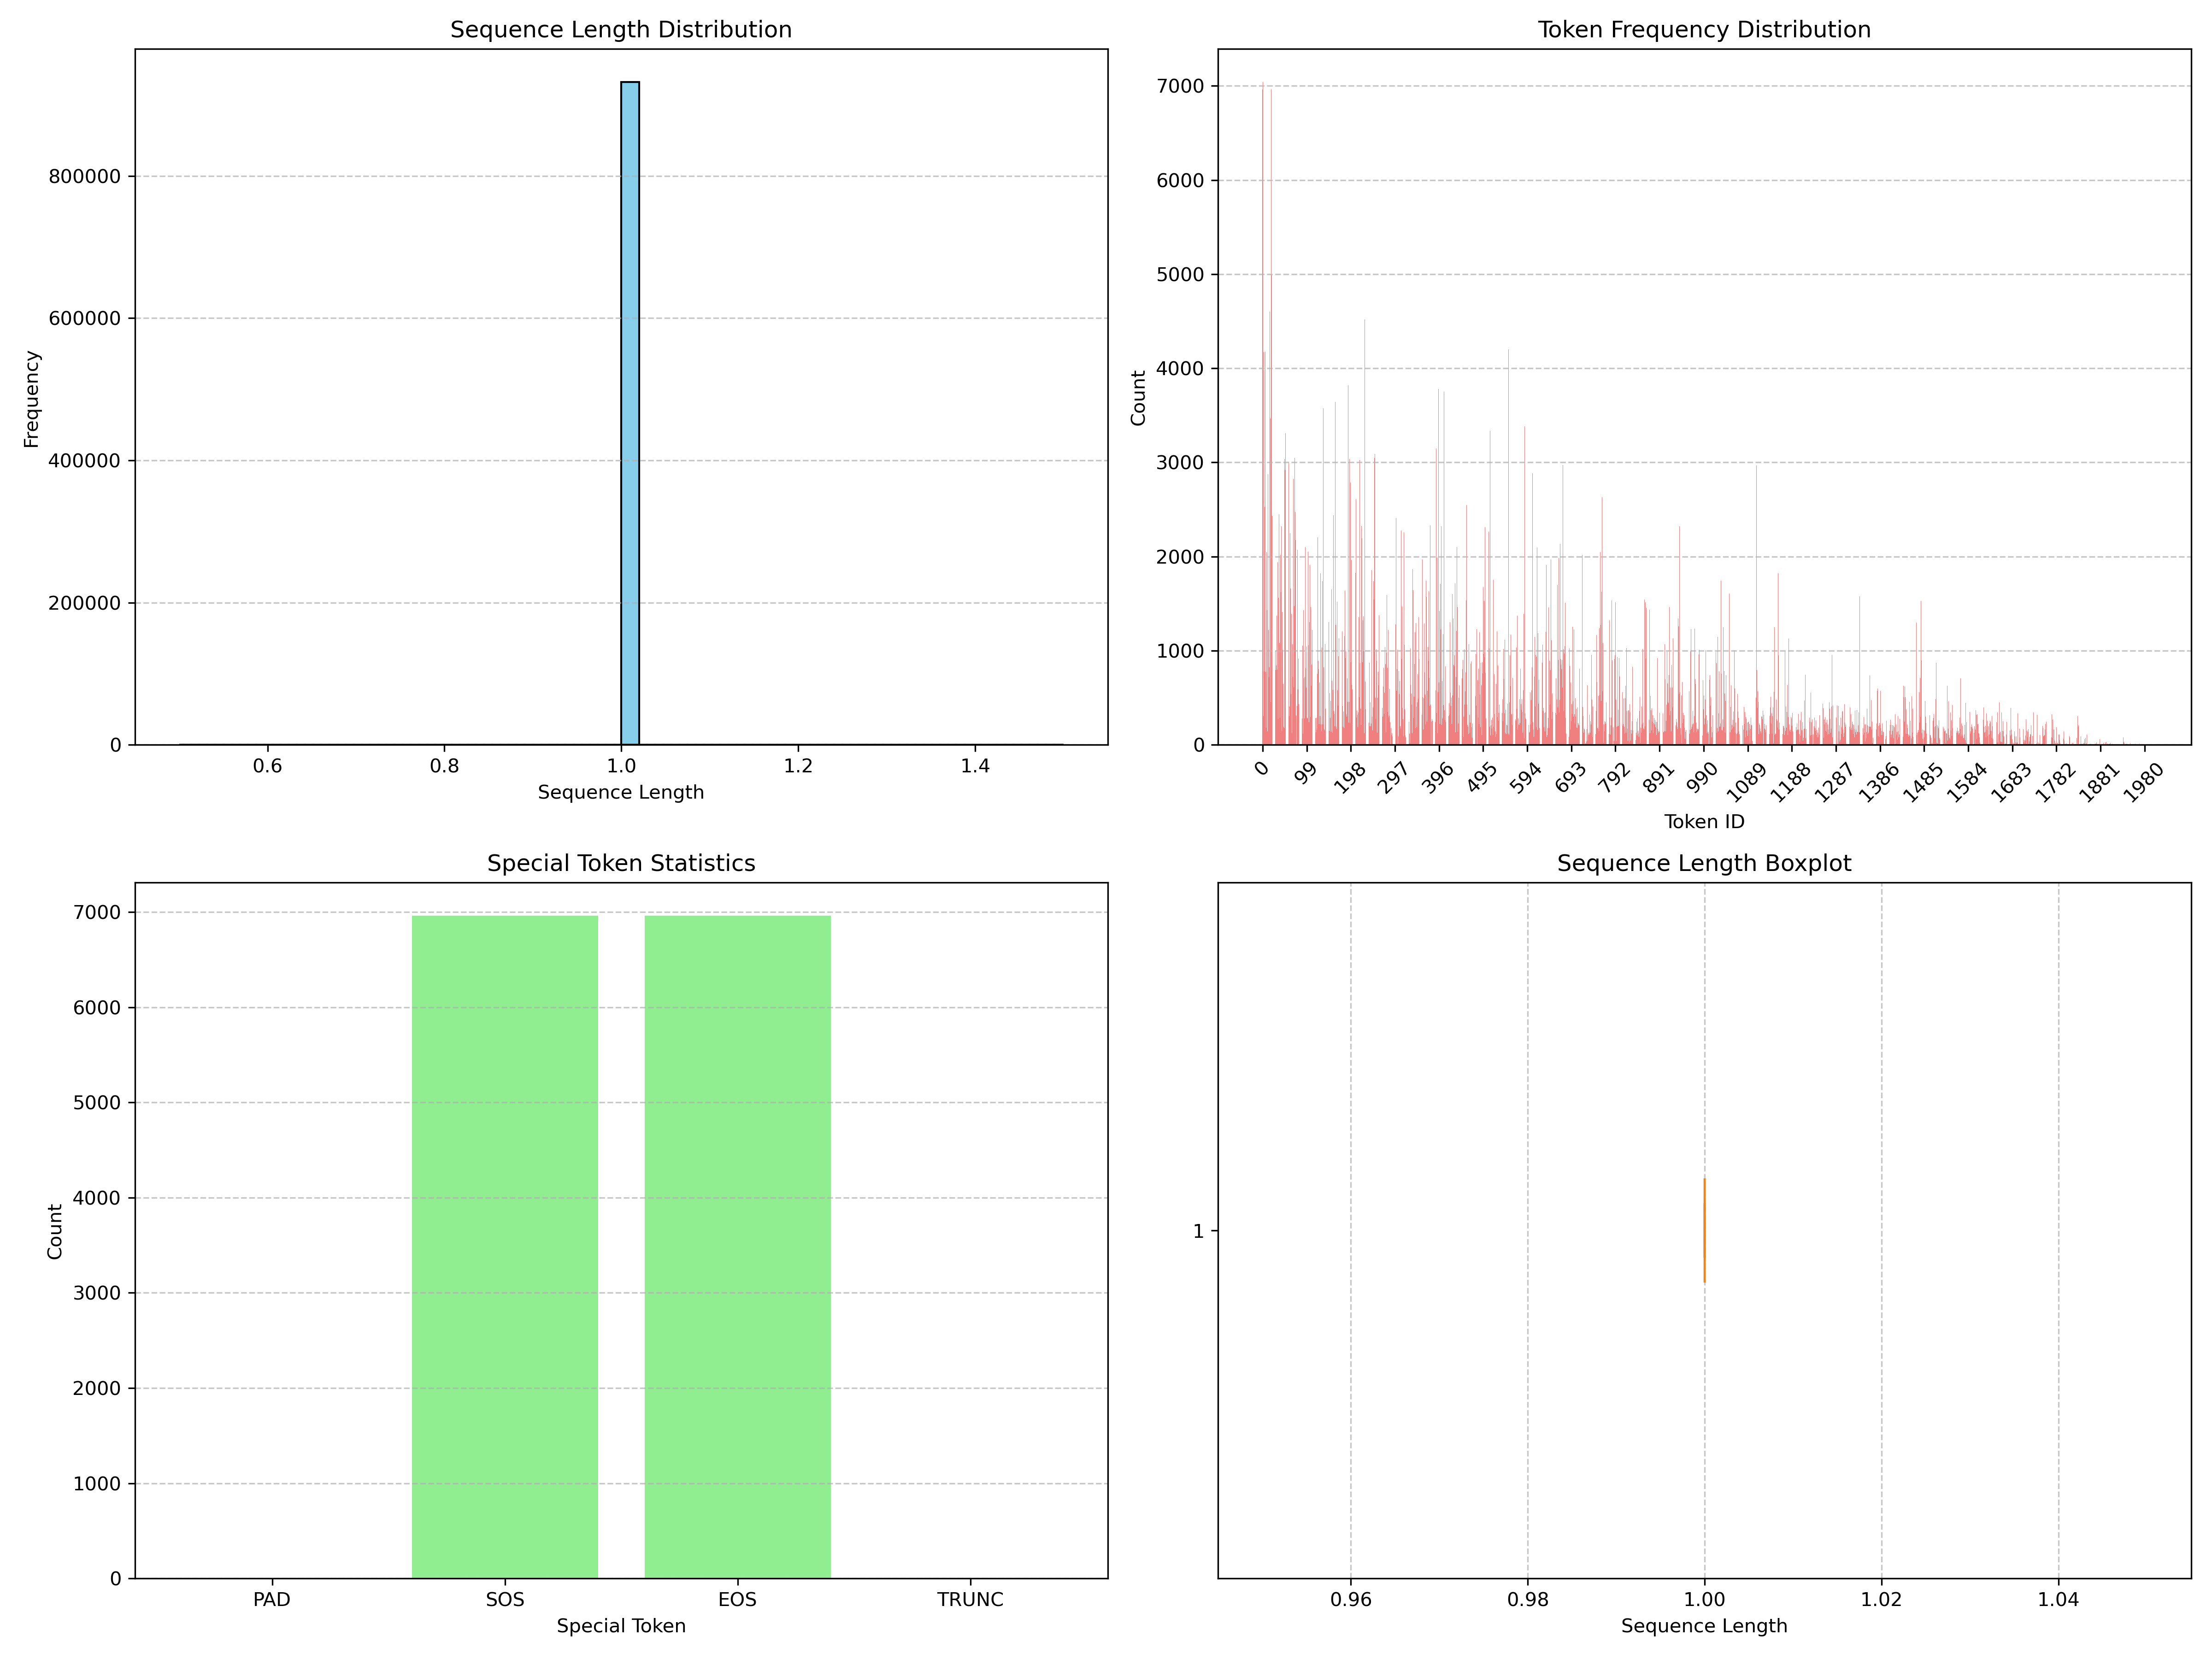 Sequence Length Distribution
Frequency
800000
600000
400000
200000
0
0.6 0.8 1.0 1.2 1.4
Sequence Length
Token Frequency Distribution
Count
7000
6000
5000
4000
3000
2000
1000
0
0 99 198 297 396 495 594 693 792 891 990 1089 1188 1287 1386 1485 1584 1683 1782 1881 1980
Token ID
Special Token Statistics
Count
7000
6000
5000
4000
3000
2000
1000
0
PAD SOS EOS TRUNC
Special Token
Sequence Length Boxplot
1
0.96 0.98 1.00 1.02 1.04
Sequence Length